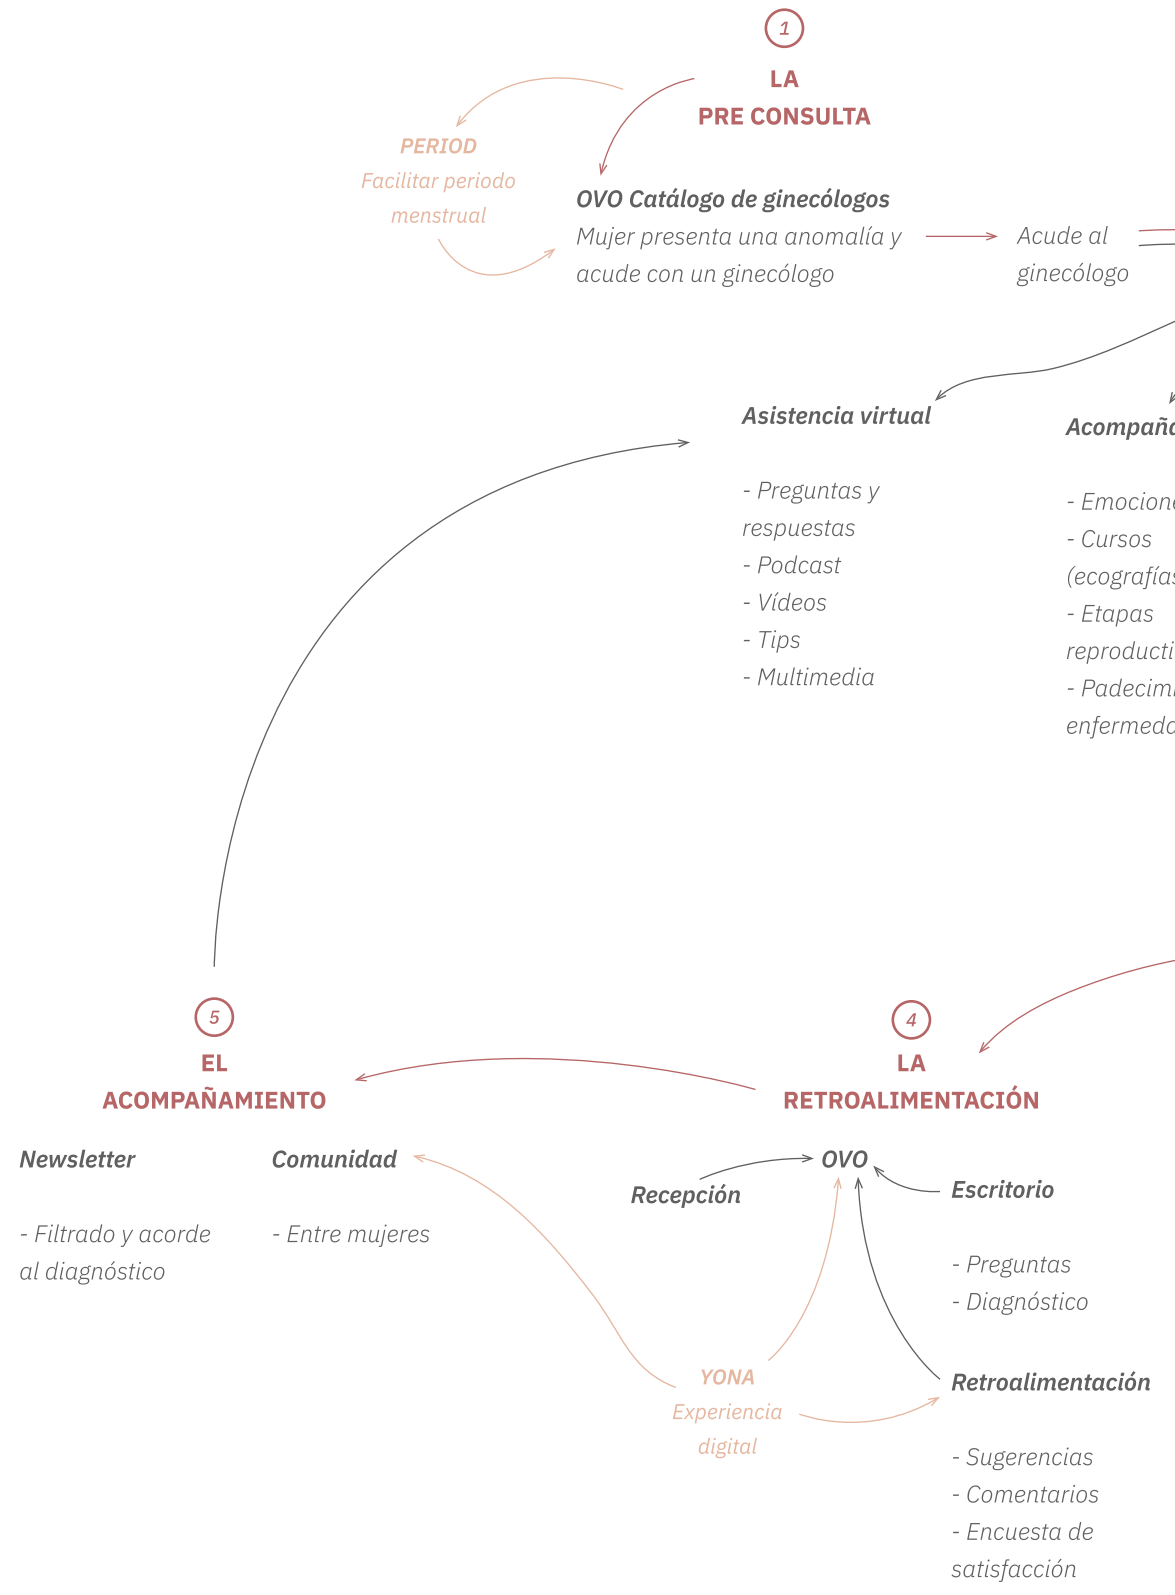 1
LA
PRE CONSULTA
PERIOD
Facilitar periodo
menstrual
OVO Catálogo de ginecólogos
Mujer presenta una anomalía y
acude con un ginecólogo
Acude al
ginecólogo
Asistencia virtual
- Preguntas y
respuestas
- Podcast
- Vídeos
- Tips
- Multimedia
- Cursos
- Etapas
5
EL
ACOMPAÑAMIENTO
Newsletter
- Filtrado y acorde
al diagnóstico
Comunidad
- Entre mujeres
4
LA
RETROALIMENTACIÓN
Recepción
OVO
Escritorio
- Preguntas
- Diagnóstico
YONA
Experiencia
digital
Retroalimentación
- Sugerencias
- Comentarios
- Encuesta de
satisfacción